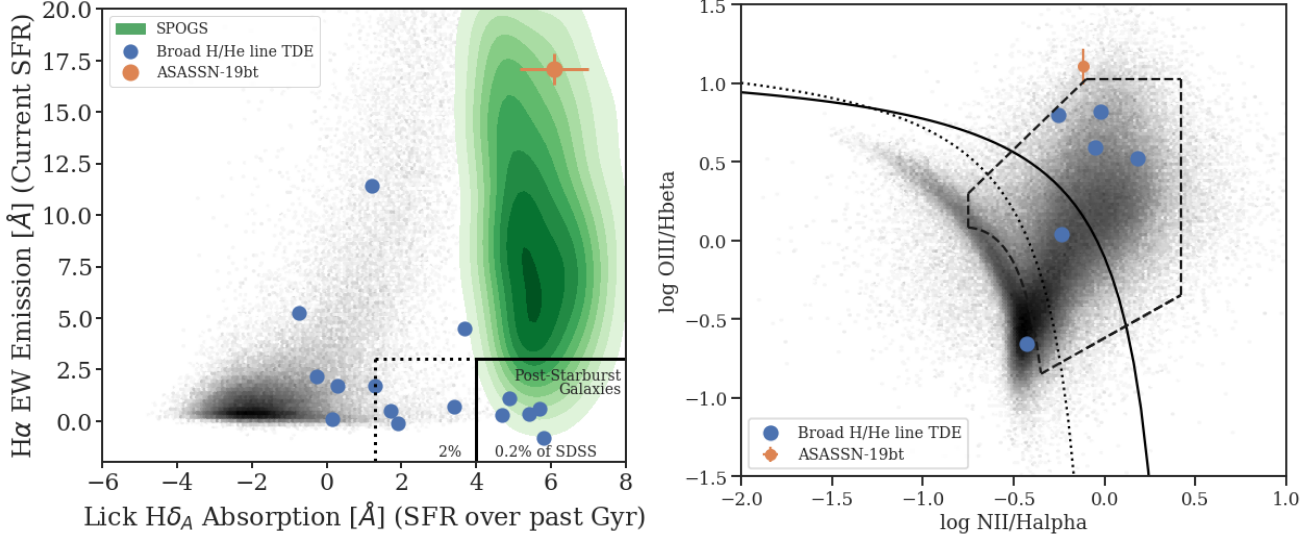 20.0
17.5
15.0
12.5
10.0
7.5
5.0
2.5
0.0
Hα EW Emission [Å] (Current SFR)
SPOGS
Broad H/He line TDE
ASASSN-19bt
Post-Starburst
Galaxies
2%
0.2% of SDSS
−6 −4 −2 0 2 4 6 8
Lick HδA Absorption [Å] (SFR over past Gyr)
1.5
1.0
0.5
0.0
−0.5
−1.0
−1.5
log OIII/Hbeta
Broad H/He line TDE
ASASSN-19bt
−2.0 −1.5 −1.0 −0.5 0.0 0.5 1.0
log NII/Halpha